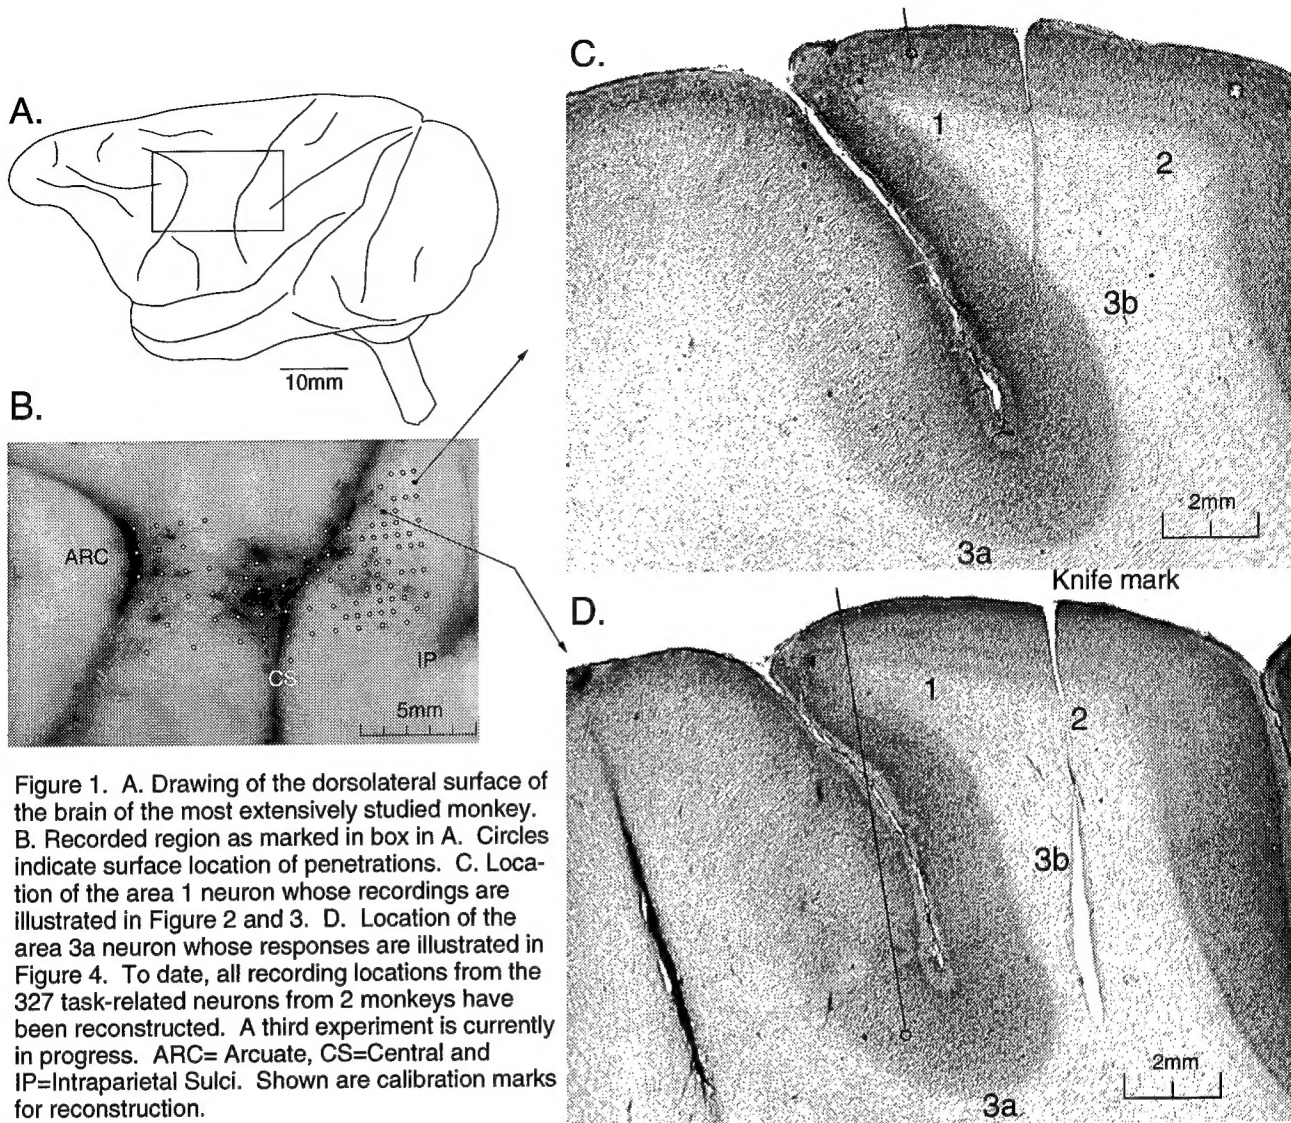 A.
10mm
B.
ARC
CS
IP
5mm
C.
1
2
3b
3a
2mm
Knife mark
D.
1
2
3b
3a
2mm
Figure 1. A. Drawing of the dorsolateral surface of
the brain of the most extensively studied monkey.
B. Recorded region as marked in box in A. Circles
indicate surface location of penetrations. C. Loca-
tion of the area 1 neuron whose recordings are
illustrated in Figure 2 and 3. D. Location of the
area 3a neuron whose responses are illustrated in
Figure 4. To date, all recording locations from the
327 task-related neurons from 2 monkeys have
been reconstructed. A third experiment is currently
in progress. ARC= Arcuate, CS=Central and
IP=Intraparietal Sulci. Shown are calibration marks
for reconstruction.